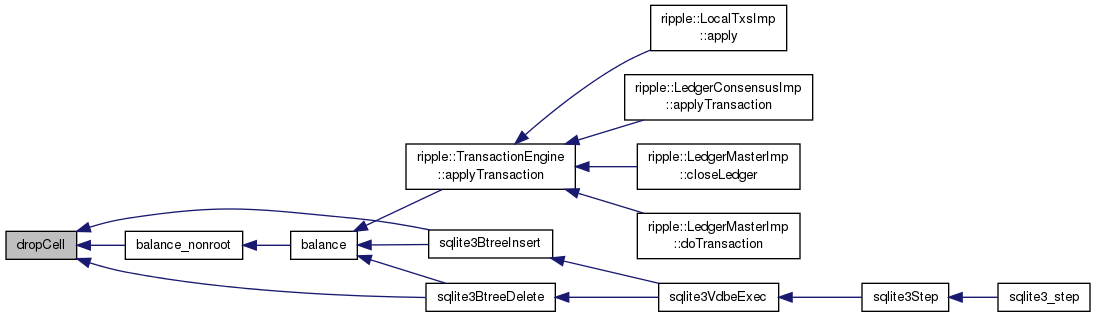 ripple::LocalTxsImp
::apply
ripple::LedgerConsensusImp
::applyTransaction
ripple::TransactionEngine
::applyTransaction
ripple::LedgerMasterImp
::closeLedger
ripple::LedgerMasterImp
::doTransaction
dropCell
balance_nonroot
balance
sqlite3BtreeInsert
sqlite3BtreeDelete
sqlite3VdbeExec
sqlite3Step
sqlite3_step